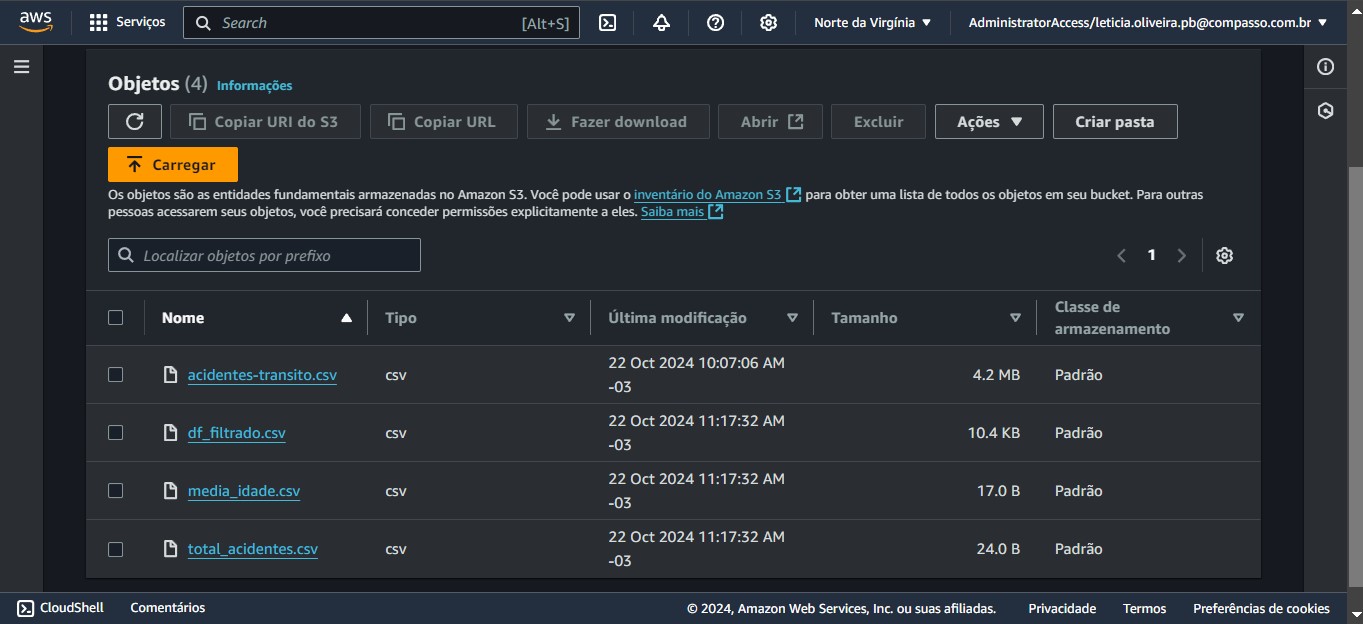 aws
Serviços
Search [Alt+S]
Norte da Virgínia
AdministratorAccess/leticia.oliveira.pb@compasso.com.br
Objetos (4) Informações
Copiar URI do S3
Copiar URL
Fazer download
Abrir
Excluir
Ações
Criar pasta
Carregar
Os objetos são as entidades fundamentais armazenadas no Amazon S3. Você pode usar o inventário do Amazon S3 para obter uma lista de todos os objetos em seu bucket. Para outras
pessoas acessarem seus objetos, você precisará conceder permissões explicitamente a eles. Saiba mais
Localizar objetos por prefixo
1
Nome
Tipo
Última modificação
Tamanho
Classe de
armazenamento
acidentes-transito.csv
csv
22 Oct 2024 10:07:06 AM
-03
4.2 MB
Padrão
df_filtrado.csv
csv
22 Oct 2024 11:17:32 AM
-03
10.4 KB
Padrão
media_idade.csv
csv
22 Oct 2024 11:17:32 AM
-03
17.0 B
Padrão
total_acidentes.csv
csv
22 Oct 2024 11:17:32 AM
-03
24.0 B
Padrão
CloudShell
Comentários
© 2024, Amazon Web Services, Inc. ou suas afiliadas.
Privacidade
Termos
Preferências de cookies